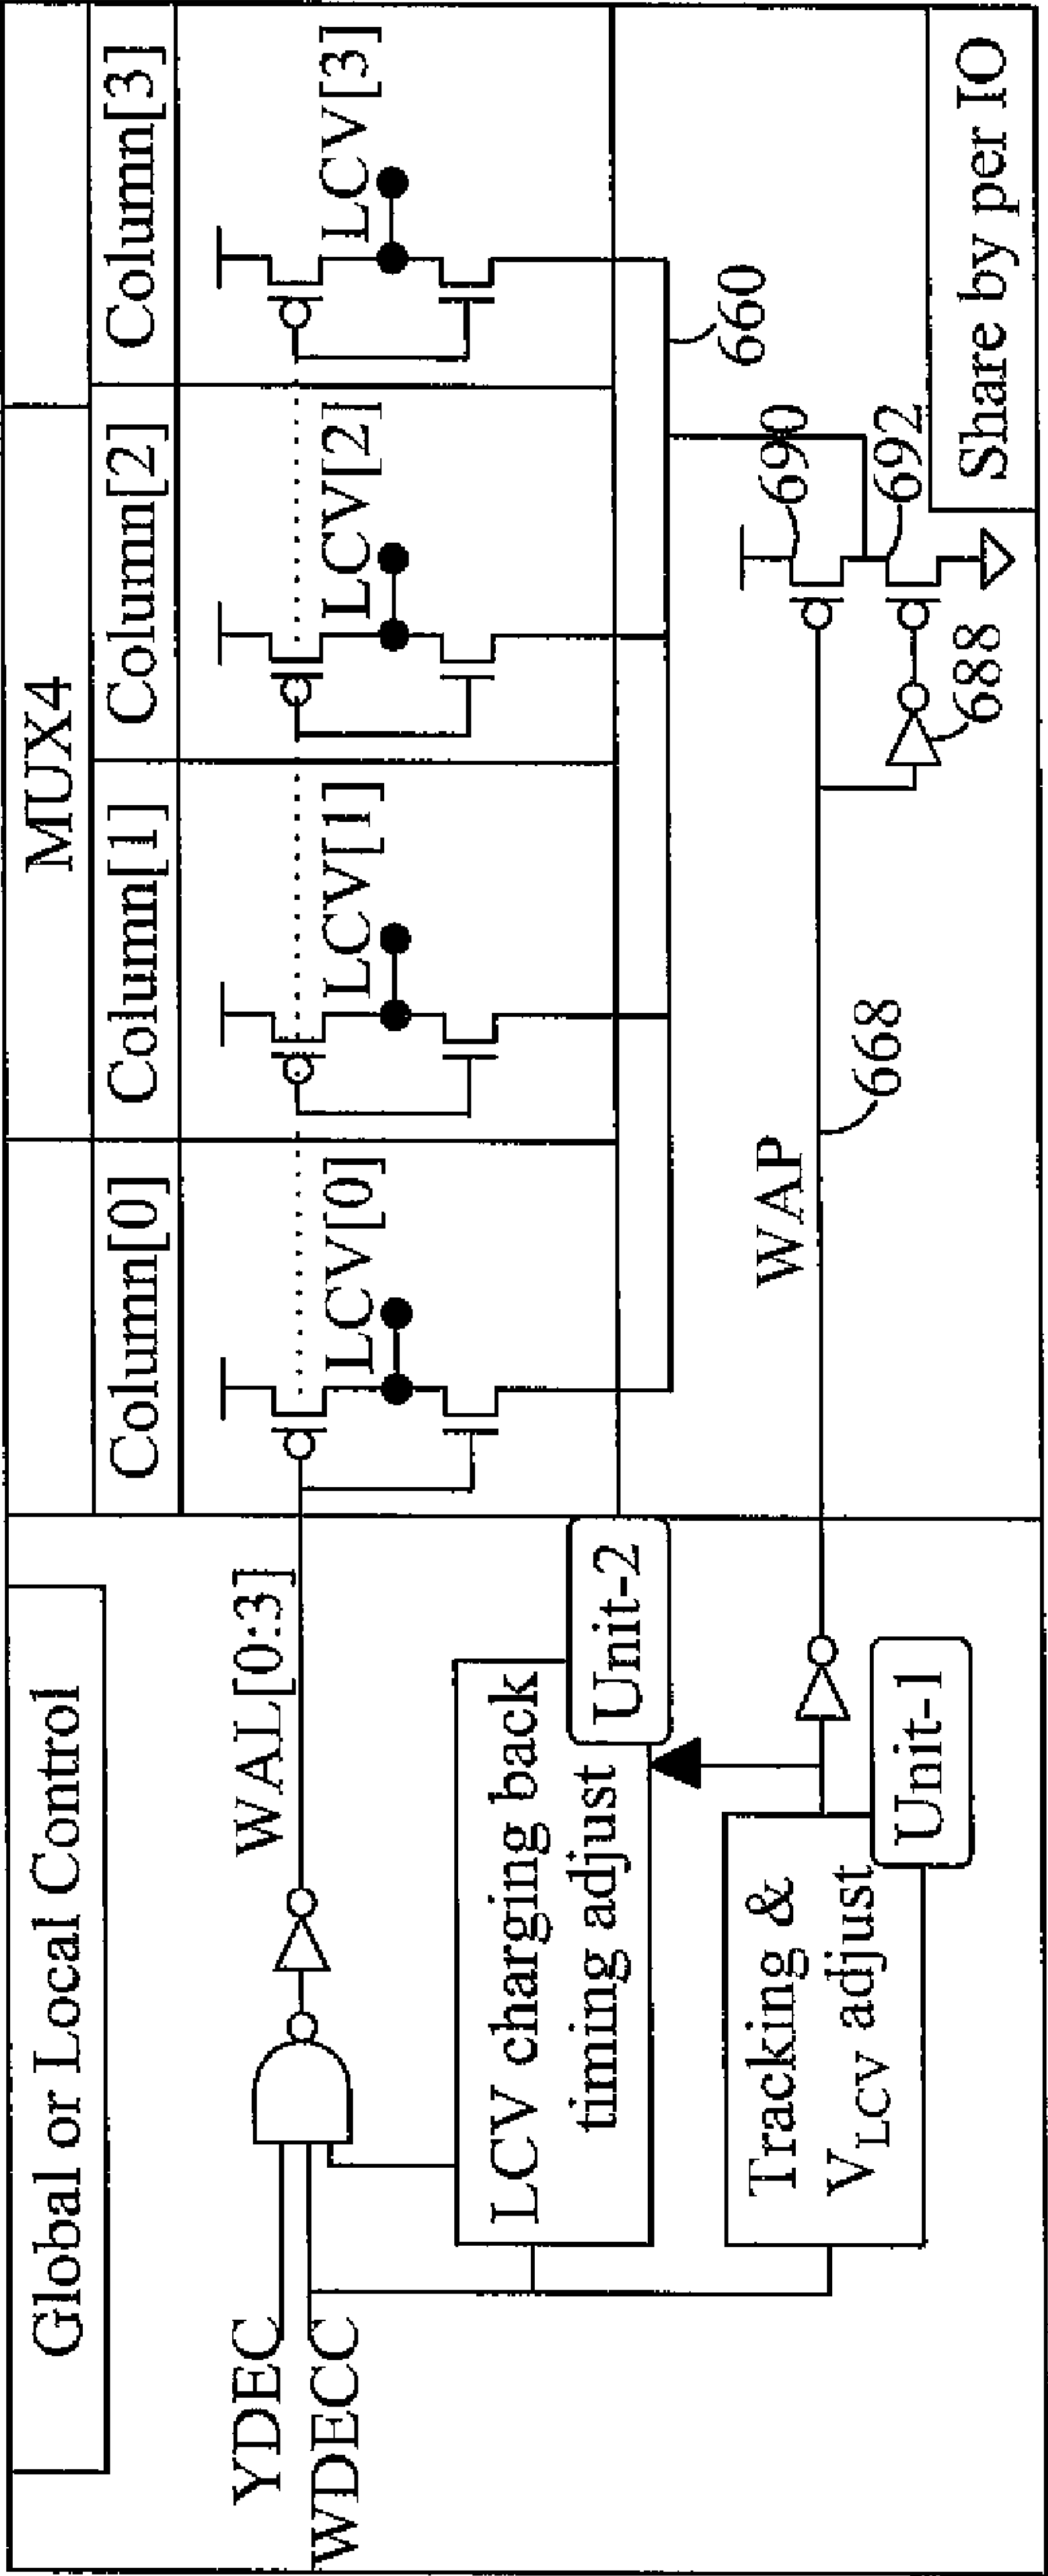 Global or Local Control
MUX4
Column[0]
Column[1]
Column[2]
Column[3]
YDEC
WDECC
WAL[0:3]
LCV[0]
LCV[1]
LCV[2]
LCV[3]
LCV charging back
timing adjust
Unit-2
660
Tracking &
VLCV adjust
Unit-1
WAP
668
688
690
692
Share by per IO